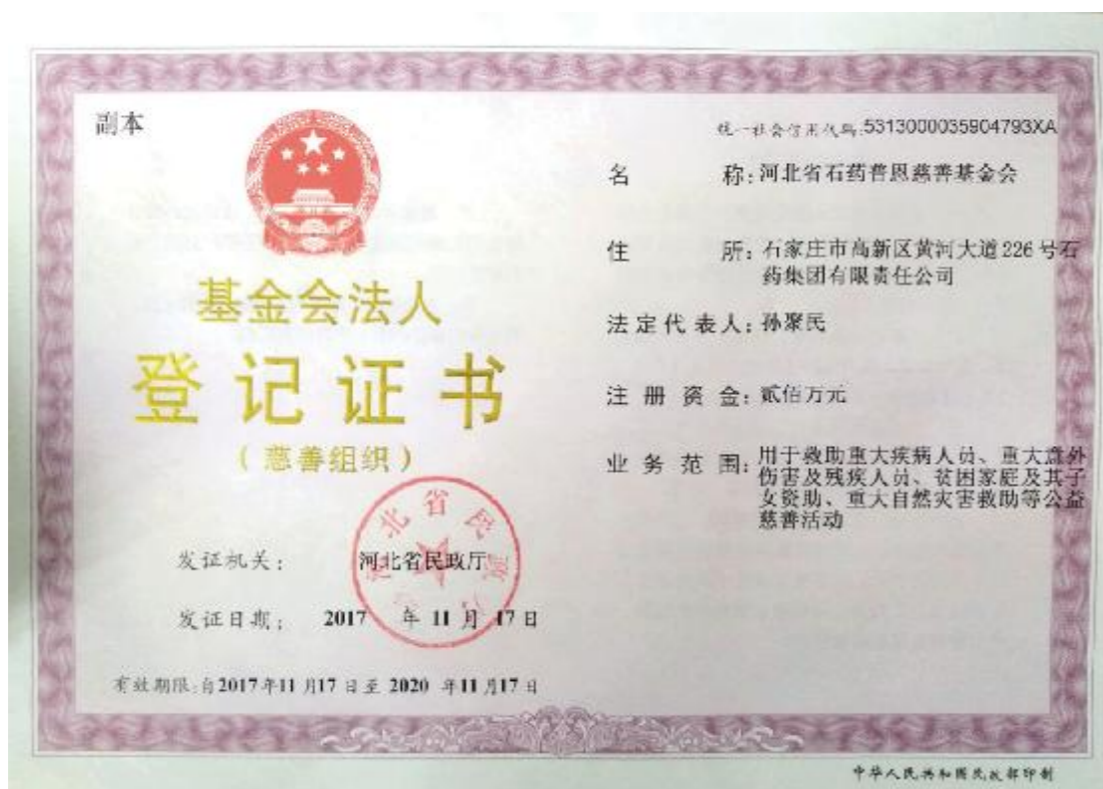 副本
基金会法人
登记证书
(慈善组织)
发证机关: 河北省民政厅
发证日期: 2017 年 11 月 17 日
有效期限:自2017年11月17日至 2020 年11月17日
统一社会信用代码:5313000035904793XA
名 称:河北省石药普恩慈善基金会
住 所:石家庄市高新区黄河大道226号石
药集团有限责任公司
法定代表人:孙聚民
注册资金:贰佰万元
业务范围:用于救助重大疾病人员、重大意外
伤害及残疾人员、贫困家庭及其子
女资助、重大自然灾害救助等公益
慈善活动
中华人民共和国民政部印制